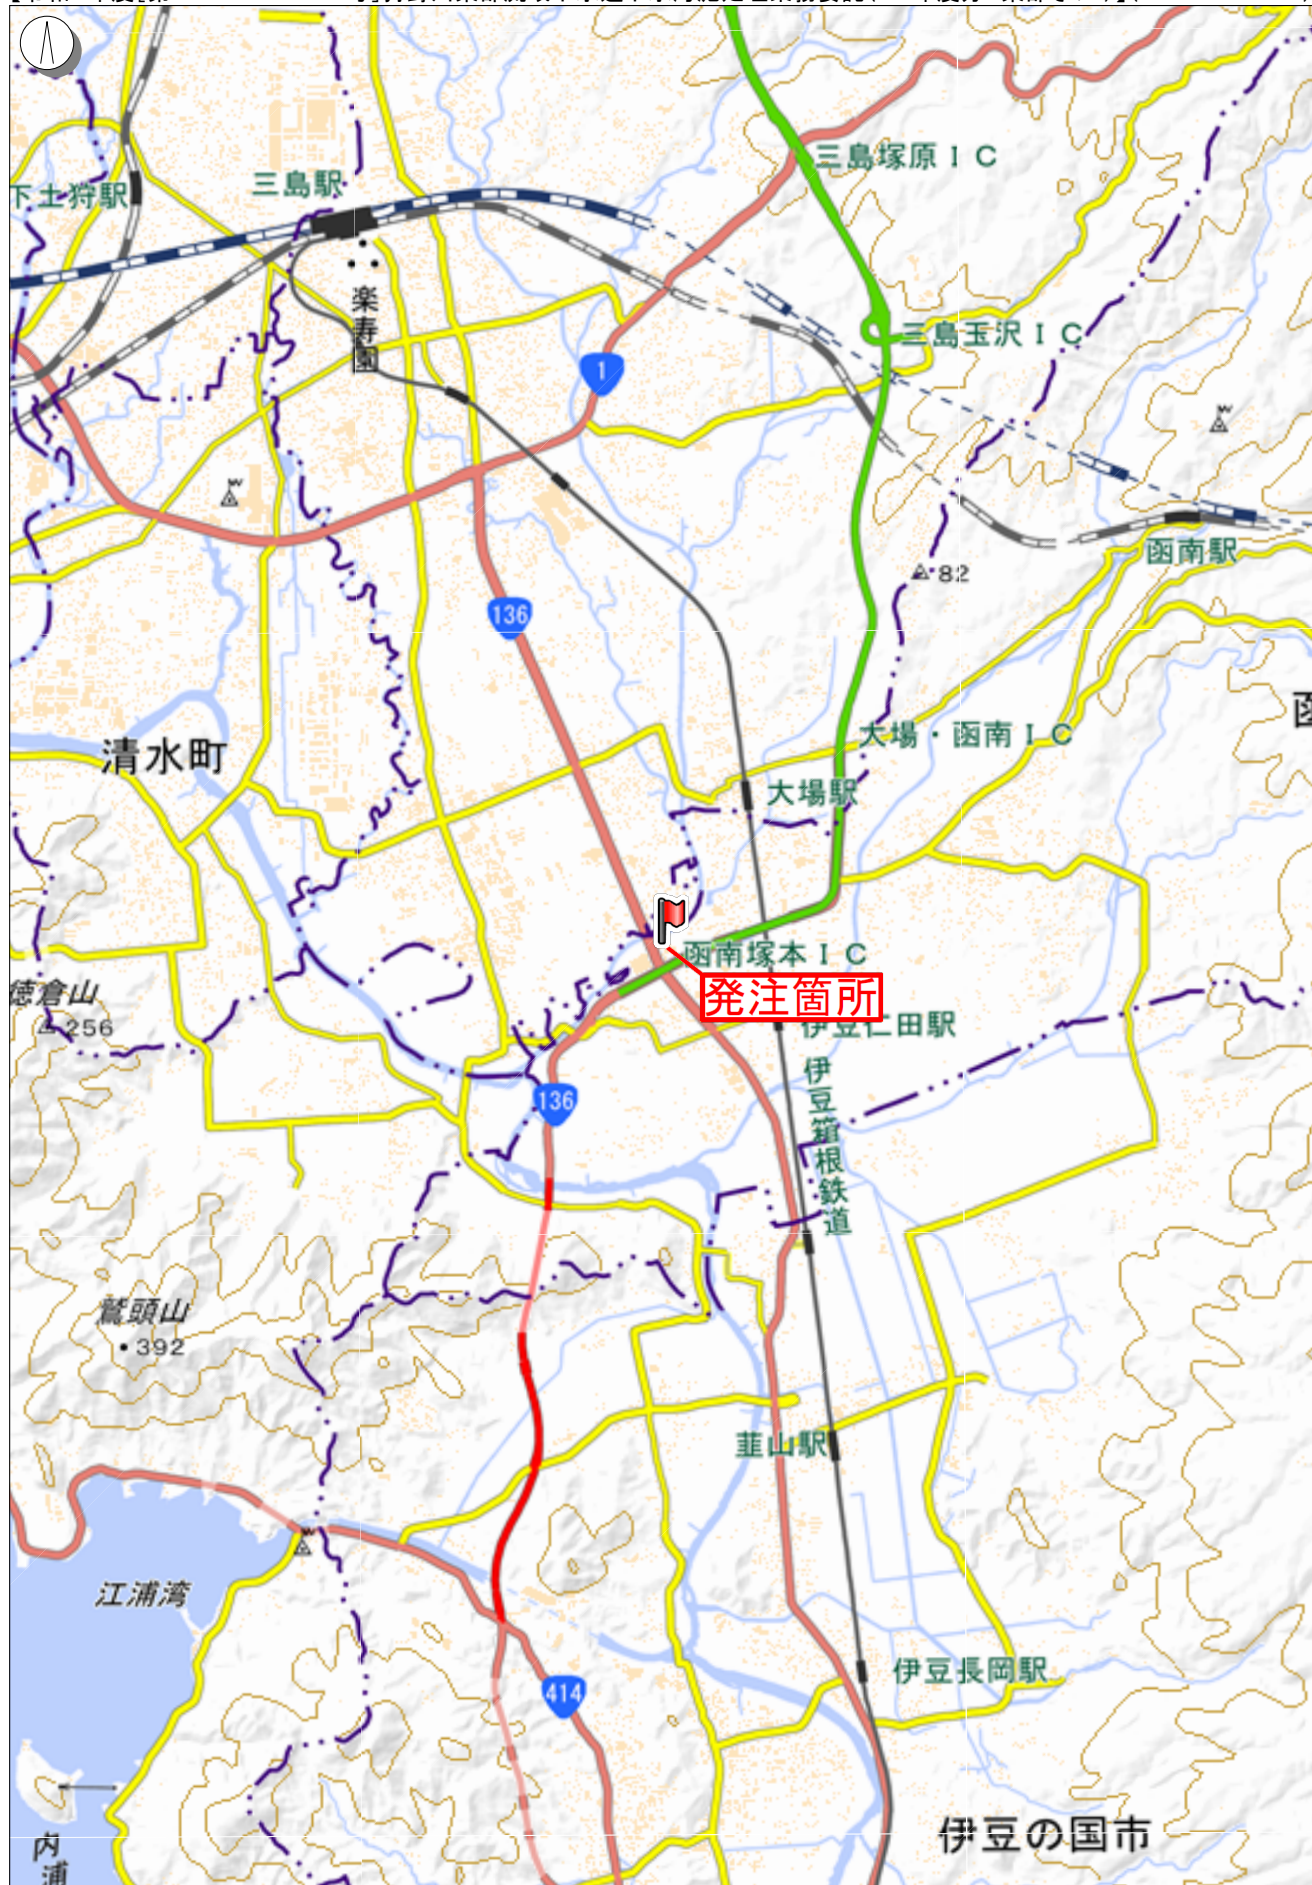 三島塚原ＩＣ
下土狩駅
三島駅
楽寿園
三島玉沢ＩＣ
1
函南駅
82
136
函
大場・函南ＩＣ
清水町
大場駅
函南塚本ＩＣ
発注箇所
徳倉山
256
伊豆仁田駅
伊豆箱根鉄道
136
鷲頭山
392
韮山駅
江浦湾
伊豆長岡駅
414
伊豆の国市
内浦